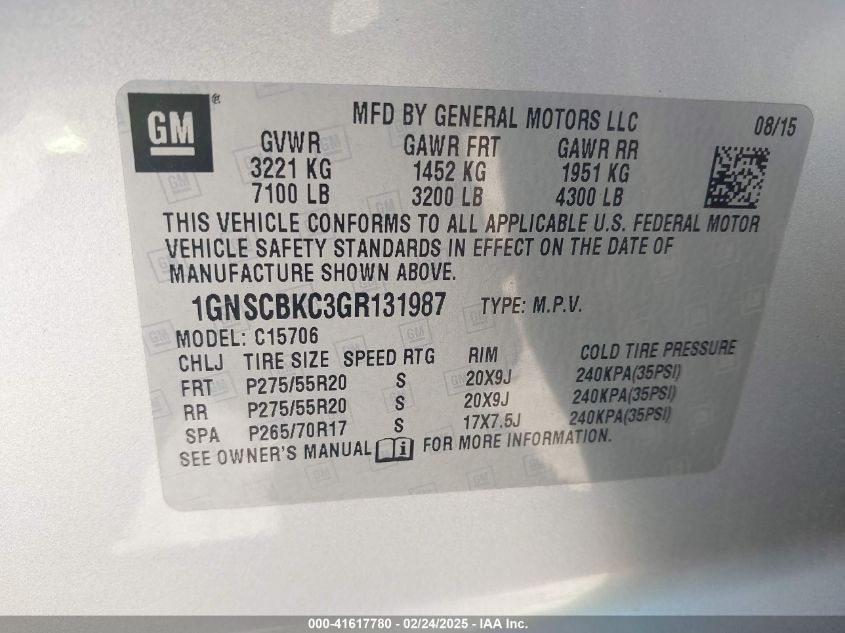 GM ®
MFD BY GENERAL MOTORS LLC 08/15
GVWR GAWR FRT GAWR RR
3221 KG 1452 KG 1951 KG
7100 LB 3200 LB 4300 LB
THIS VEHICLE CONFORMS TO ALL APPLICABLE U.S. FEDERAL MOTOR
VEHICLE SAFETY STANDARDS IN EFFECT ON THE DATE OF
MANUFACTURE SHOWN ABOVE.
1GNSCBKC3GR131987 TYPE: M.P.V.
MODEL: C15706
CHLJ TIRE SIZE SPEED RTG RIM COLD TIRE PRESSURE
FRT P275/55R20 S 20X9J 240KPA(35PSI)
RR P275/55R20 S 20X9J 240KPA(35PSI)
SPA P265/70R17 S 17X7.5J 240KPA(35PSI)
SEE OWNER'S MANUAL i FOR MORE INFORMATION.
000-41617780 - 02/24/2025 - IAA Inc.